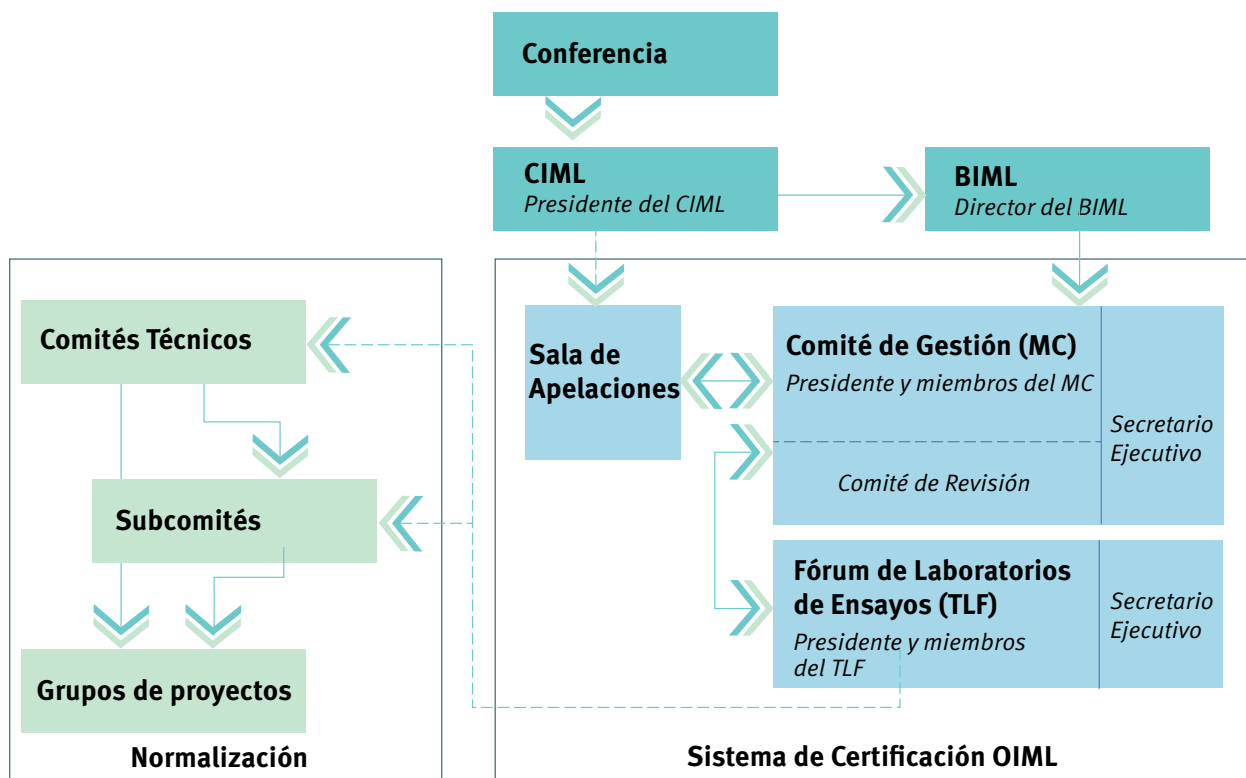 Conferencia
CIML
Presidente del CIML
BIML
Director del BIML
Comités Técnicos
Subcomités
Grupos de proyectos
Normalización
Sala de
Apelaciones
Comité de Gestión (MC)
Presidente y miembros del MC
Comité de Revisión
Secretario
Ejecutivo
Fórum de Laboratorios
de Ensayos (TLF)
Presidente y miembros
del TLF
Secretario
Ejecutivo
Sistema de Certificación OIML